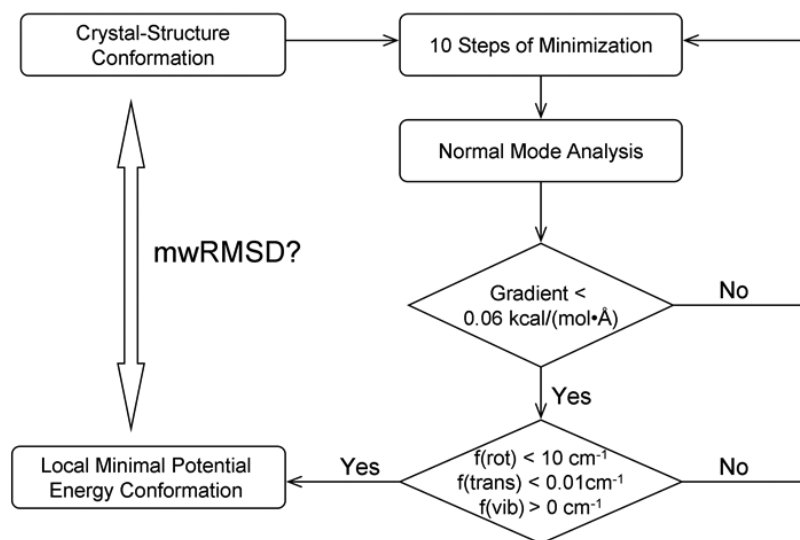 Crystal-Structure
Conformation
10 Steps of Minimization
Normal Mode Analysis
mwRMSD?
Gradient <
0.06 kcal/(mol•Å)
No
Yes
Local Minimal Potential
Energy Conformation
Yes
f(rot) < 10 cm⁻¹
f(trans) < 0.01cm⁻¹
f(vib) > 0 cm⁻¹
No